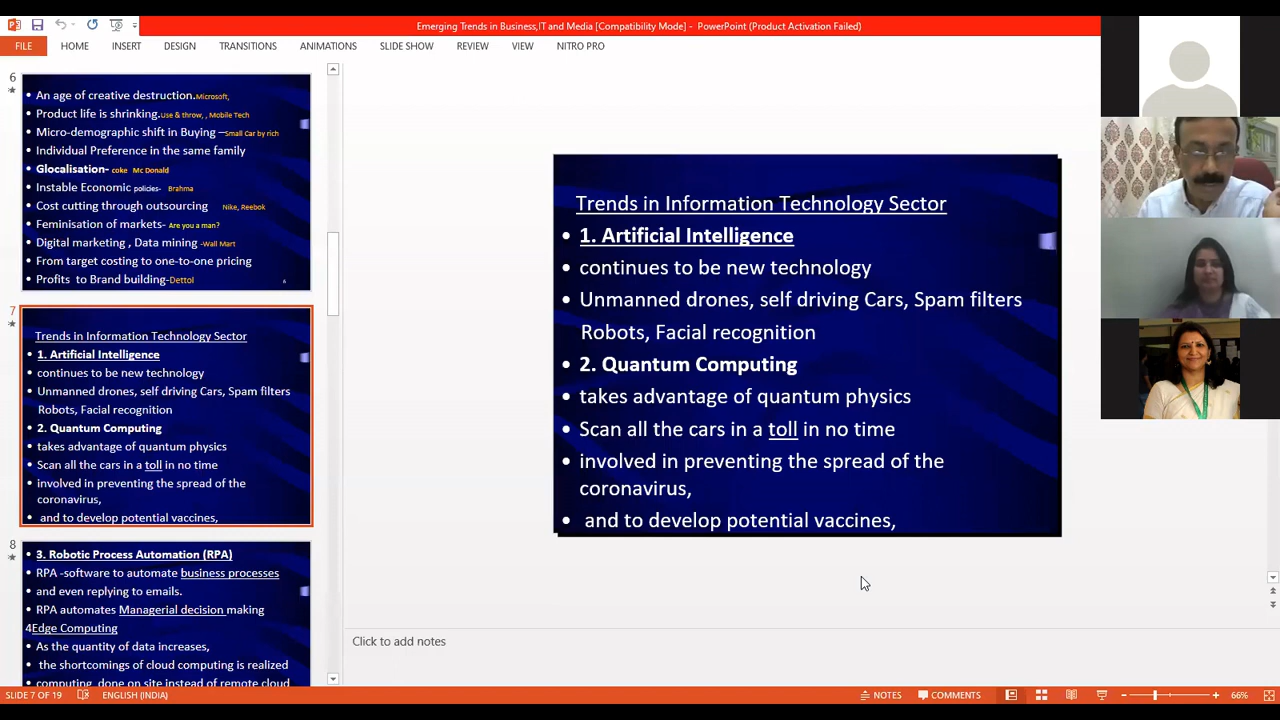 Emerging Trends in Business,IT and Media [Compatibility Mode] - PowerPoint (Product Activation Failed)
FILE HOME INSERT DESIGN TRANSITIONS ANIMATIONS SLIDE SHOW REVIEW VIEW NITRO PRO
6
• An age of creative destruction.Microsoft,
• Product life is shrinking.Use & throw, , Mobile Tech
• Micro-demographic shift in Buying –Small Car by rich
• Individual Preference in the same family
• Glocalisation- coke Mc Donald
• Instable Economic policies- Brahma
• Cost cutting through outsourcing Nike, Reebok
• Feminisation of markets- Are you a man?
• Digital marketing , Data mining -Wall Mart
• From target costing to one-to-one pricing
• Profits to Brand building-Dettol
7
Trends in Information Technology Sector
• 1. Artificial Intelligence
• continues to be new technology
• Unmanned drones, self driving Cars, Spam filters
Robots, Facial recognition
• 2. Quantum Computing
• takes advantage of quantum physics
• Scan all the cars in a toll in no time
• involved in preventing the spread of the
coronavirus,
• and to develop potential vaccines,
8
• 3. Robotic Process Automation (RPA)
• RPA -software to automate business processes
• and even replying to emails.
• RPA automates Managerial decision making
4Edge Computing
• As the quantity of data increases,
• the shortcomings of cloud computing is realized
• computing done on site instead of remote cloud
Trends in Information Technology Sector
• 1. Artificial Intelligence
• continues to be new technology
• Unmanned drones, self driving Cars, Spam filters
Robots, Facial recognition
• 2. Quantum Computing
• takes advantage of quantum physics
• Scan all the cars in a toll in no time
• involved in preventing the spread of the
coronavirus,
• and to develop potential vaccines,
Click to add notes
SLIDE 7 OF 19 ENGLISH (INDIA) NOTES COMMENTS 66%